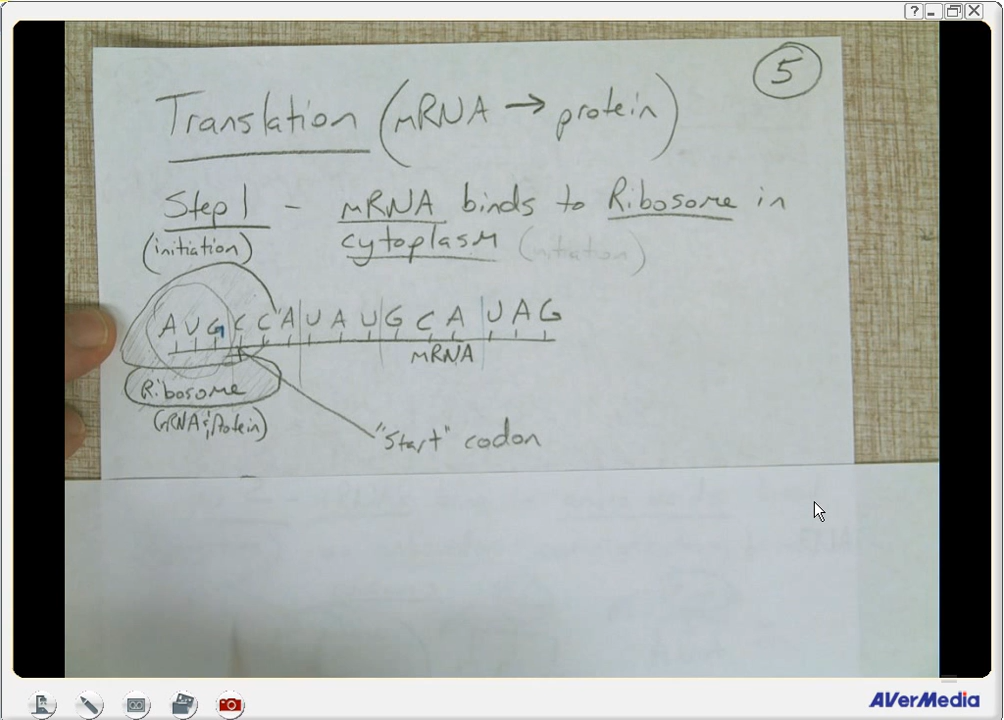 5
Translation (mRNA → protein)
Step 1 - mRNA binds to Ribosome in
(initiation) cytoplasm (initiation)
A U G C C A U A U G C A U A G
mRNA
Ribosome
(rRNA & Protein)
"Start" codon
AVerMedia